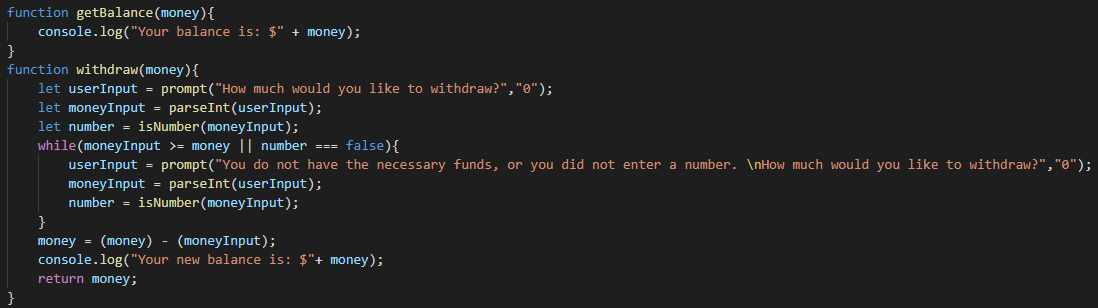 function getBalance(money){
    console.log("Your balance is: $" + money);
}
function withdraw(money){
    let userInput = prompt("How much would you like to withdraw?","0");
    let moneyInput = parseInt(userInput);
    let number = isNumber(moneyInput);
    while(moneyInput >= money || number === false){
        userInput = prompt("You do not have the necessary funds, or you did not enter a number. \nHow much would you like to withdraw?","0");
        moneyInput = parseInt(userInput);
        number = isNumber(moneyInput);
    }
    money = (money) - (moneyInput);
    console.log("Your new balance is: $"+ money);
    return money;
}